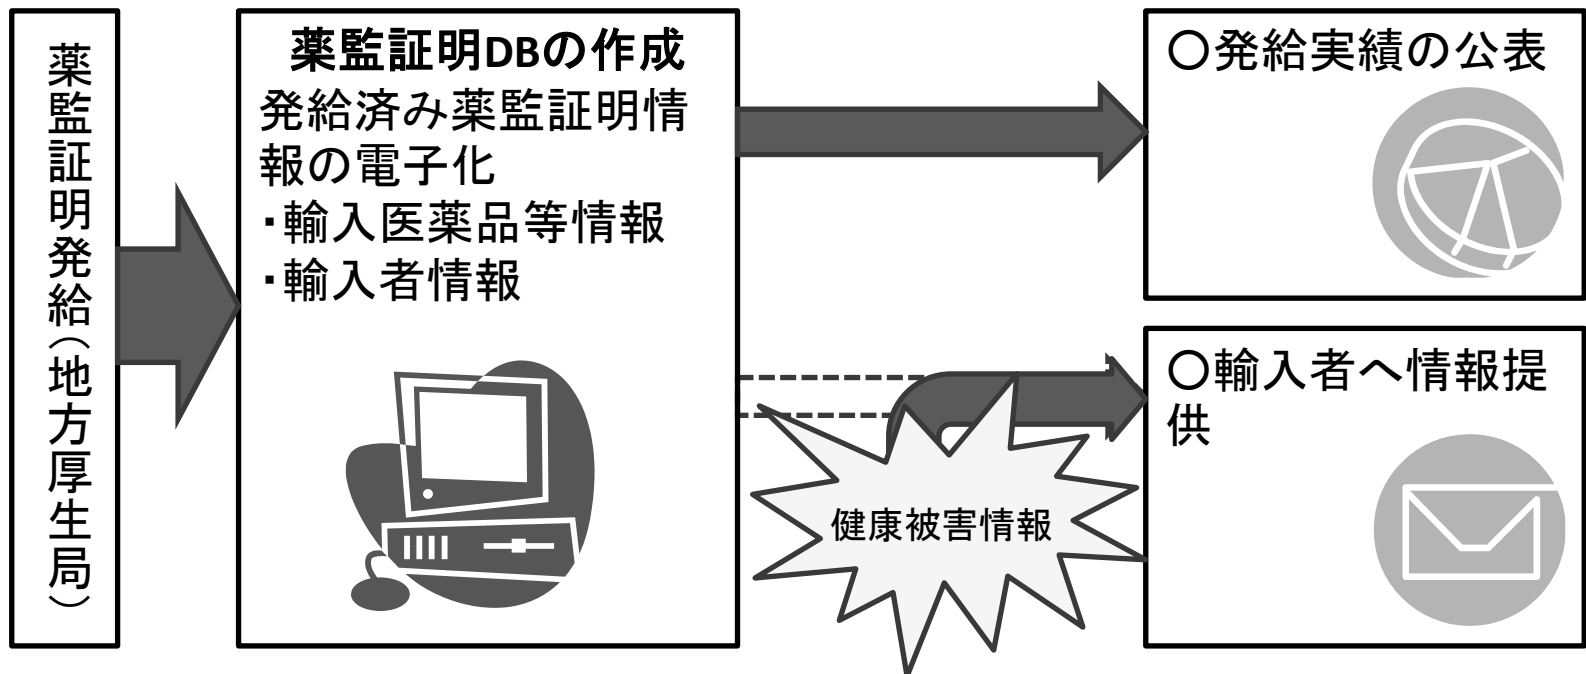 薬監証明発給（地方厚生局）
薬監証明DBの作成
発給済み薬監証明情
報の電子化
・輸入医薬品等情報
・輸入者情報
○発給実績の公表
健康被害情報
○輸入者へ情報提
供